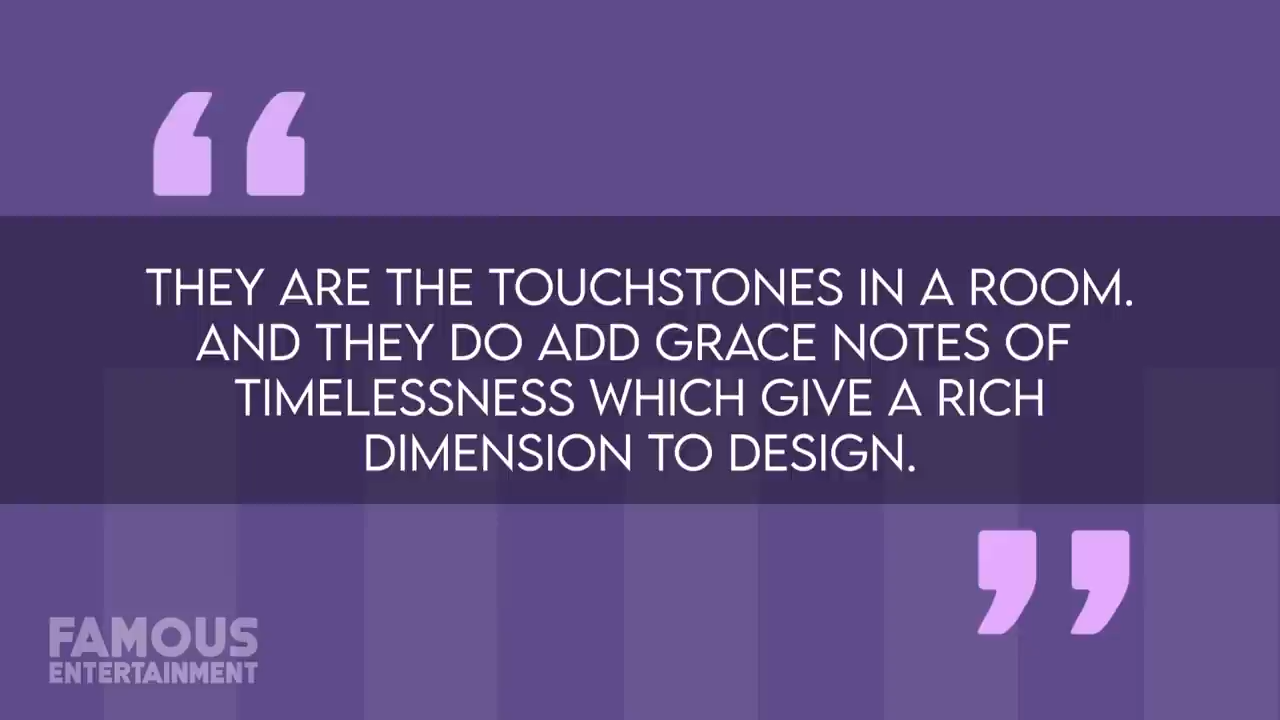 “
THEY ARE THE TOUCHSTONES IN A ROOM.
AND THEY DO ADD GRACE NOTES OF
TIMELESSNESS WHICH GIVE A RICH
DIMENSION TO DESIGN.
”
FAMOUS
ENTERTAINMENT